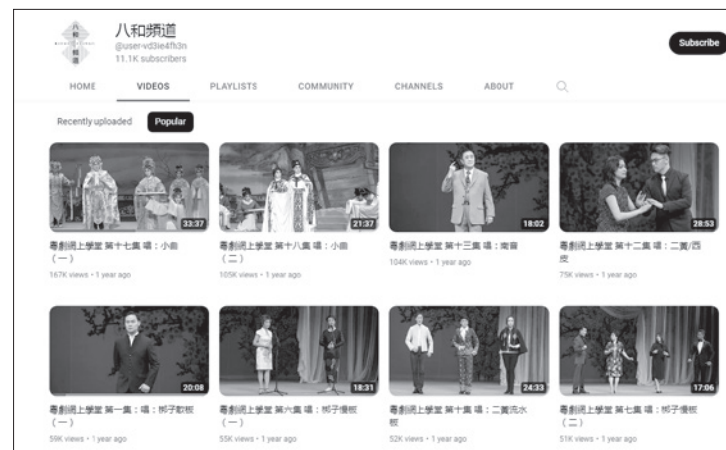 八和頻道
@user-vd3ie4fh3n
11.1K subscribers
Subscribe
HOME VIDEOS PLAYLISTS COMMUNITY CHANNELS ABOUT
Recently uploaded Popular
33:37 21:37 18:02 28:53
粵劇網上學堂 第十七集 唱：小曲
（一）
167K views • 1 year ago
粵劇網上學堂 第十八集 唱：小曲
（二）
105K views • 1 year ago
粵劇網上學堂 第十三集 唱：南音
104K views • 1 year ago
粵劇網上學堂 第十二集 唱：二黃/西
皮
75K views • 1 year ago
20:08 18:31 24:33 17:06
粵劇網上學堂 第一集：唱：梆子歌板
（一）
59K views • 1 year ago
粵劇網上學堂 第六集 唱：梆子慢板
（一）
55K views • 1 year ago
粵劇網上學堂 第十集 唱：二黃流水
板
52K views • 1 year ago
粵劇網上學堂 第七集 唱：梆子慢板
（二）
51K views • 1 year ago